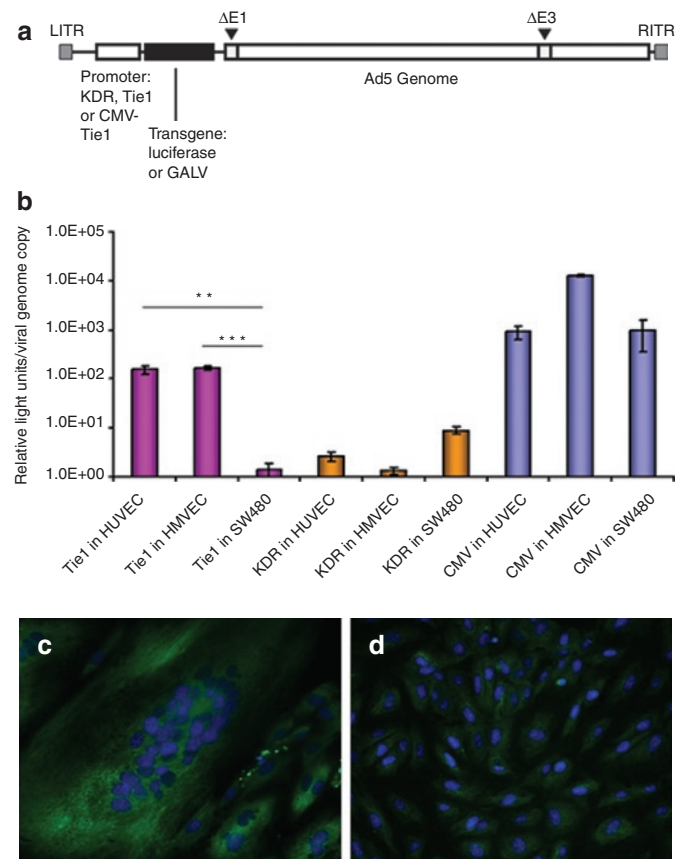 a
LITR
ΔE1
ΔE3
RITR
Promoter:
KDR, Tie1
or CMV-
Tie1
Transgene:
luciferase
or GALV
Ad5 Genome
b
Relative light units/viral genome copy
1.0E+05
1.0E+04
1.0E+03
1.0E+02
1.0E+01
1.0E+00
**
***
Tie1 in HUVEC
Tie1 in HMVEC
Tie1 in SW480
KDR in HUVEC
KDR in HMVEC
KDR in SW480
CMV in HUVEC
CMV in HMVEC
CMV in SW480
c
d